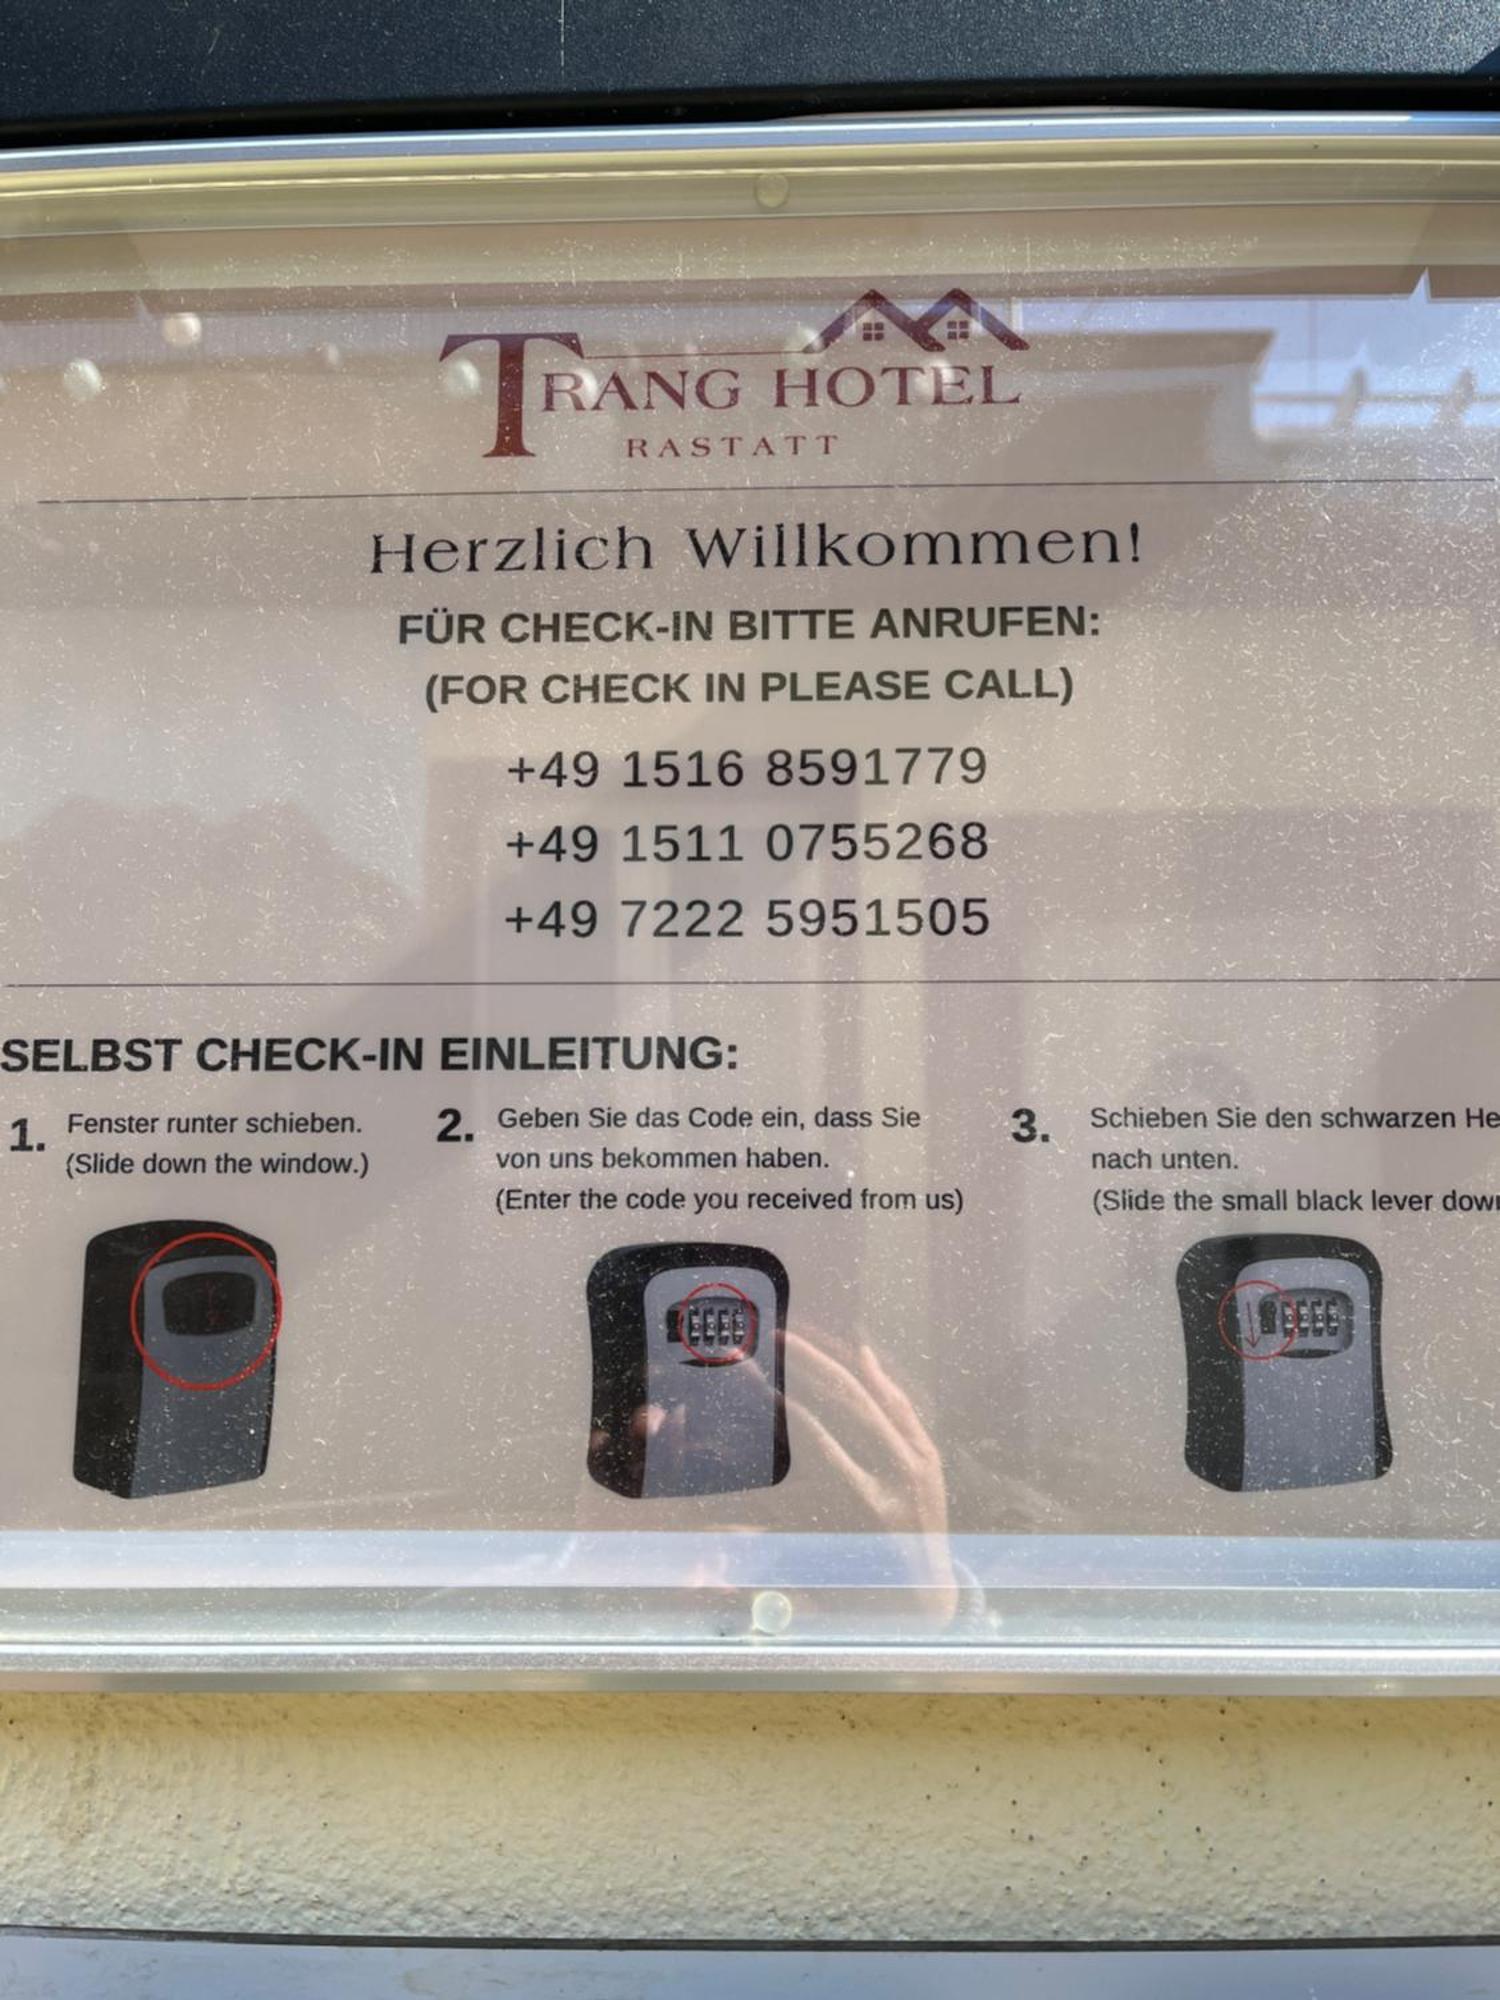 TRANG HOTEL
RASTATT
Herzlich Willkommen!
FÜR CHECK-IN BITTE ANRUFEN:
(FOR CHECK IN PLEASE CALL)
+49 1516 8591779
+49 1511 0755268
+49 7222 5951505
SELBST CHECK-IN EINLEITUNG:
1. Fenster runter schieben.
(Slide down the window.)
2. Geben Sie das Code ein, dass Sie
von uns bekommen haben.
(Enter the code you received from us)
3. Schieben Sie den schwarzen
nach unten.
(Slide the small black lever